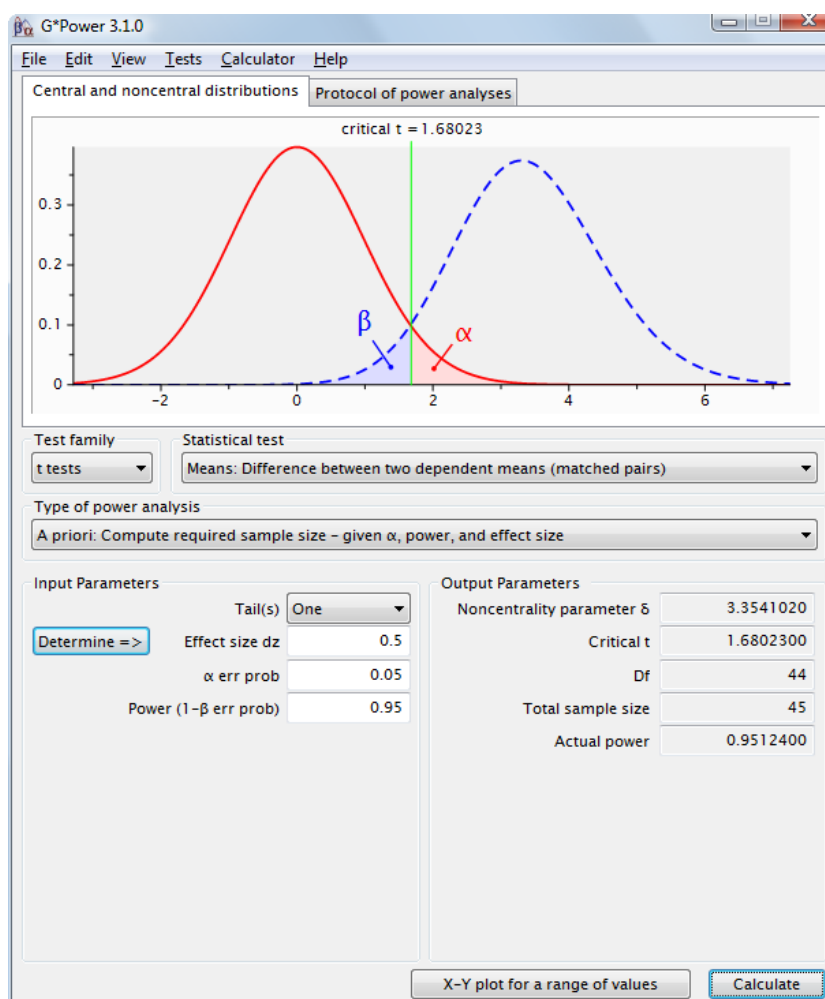 G*Power 3.1.0
File Edit View Tests Calculator Help
Central and noncentral distributions Protocol of power analyses
critical t = 1.68023
0.3
0.2
0.1
0
β
α
-2 0 2 4 6
Test family Statistical test
t tests Means: Difference between two dependent means (matched pairs)
Type of power analysis
A priori: Compute required sample size – given α, power, and effect size
Input Parameters Output Parameters
Tail(s) One Noncentrality parameter δ 3.3541020
Determine => Effect size dz 0.5 Critical t 1.6802300
α err prob 0.05 Df 44
Power (1-β err prob) 0.95 Total sample size 45
Actual power 0.9512400
X-Y plot for a range of values Calculate